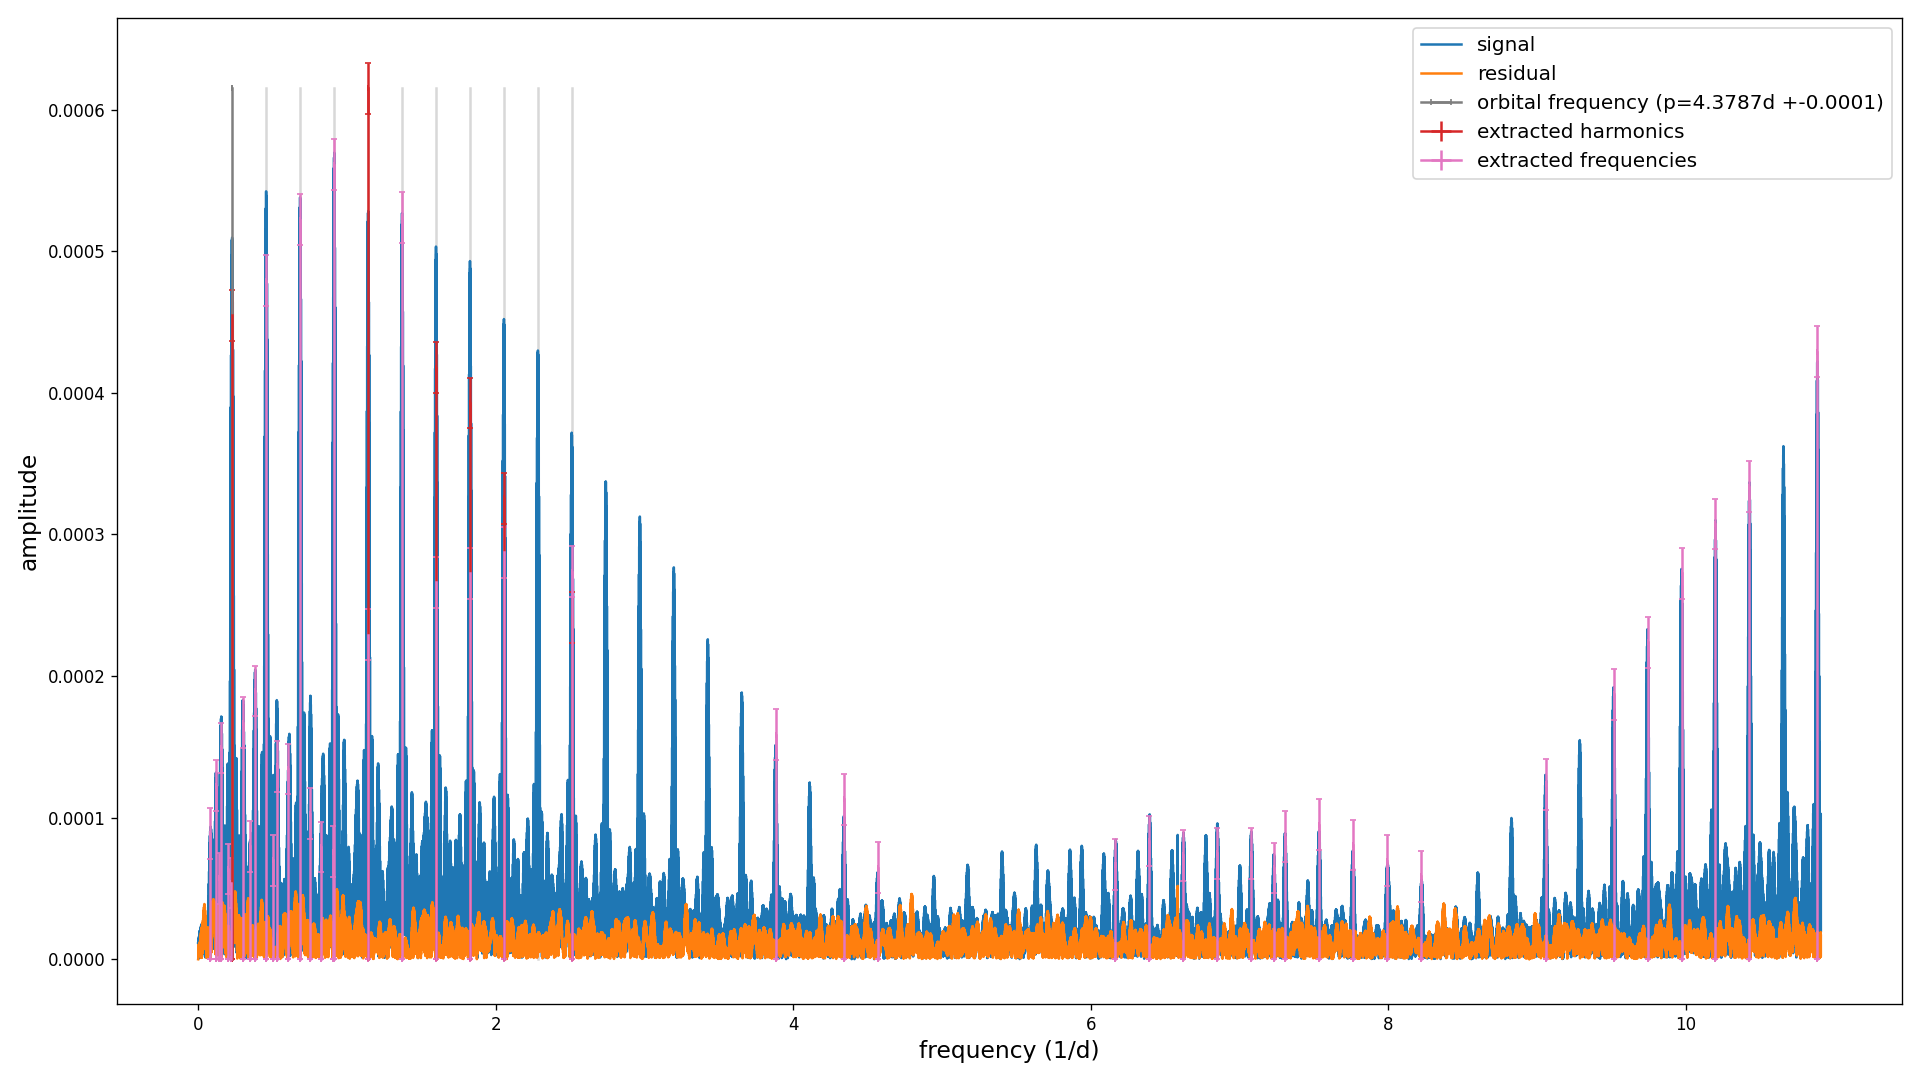 signal
residual
orbital frequency (p=4.3787d +-0.0001)
extracted harmonics
extracted frequencies
0.0006
0.0005
0.0004
0.0003
0.0002
0.0001
0.0000
amplitude
0 2 4 6 8 10
frequency (1/d)